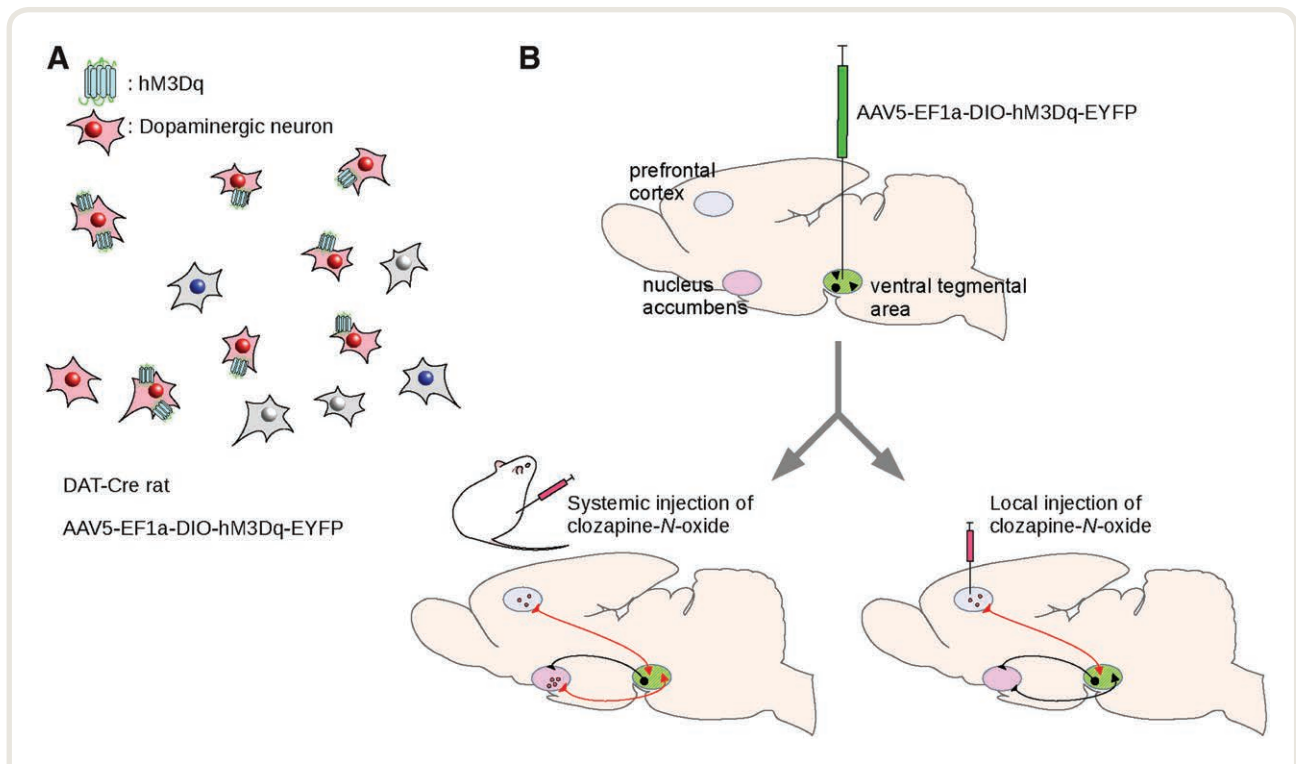 A
: hM3Dq
: Dopaminergic neuron
DAT-Cre rat
AAV5-EF1a-DIO-hM3Dq-EYFP
B
AAV5-EF1a-DIO-hM3Dq-EYFP
prefrontal
cortex
nucleus
accumbens
ventral tegmental
area
Systemic injection of
clozapine-N-oxide
Local injection of
clozapine-N-oxide